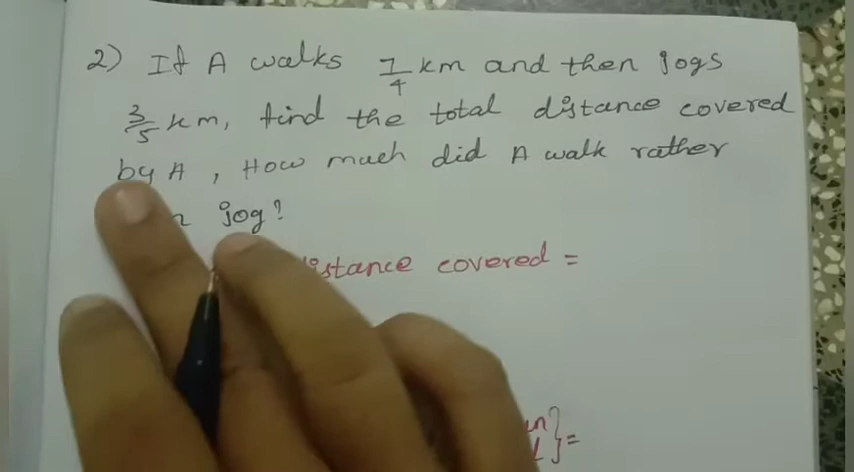 2) If A walks 7/4 km and then jogs
3/5 km, find the total distance covered
by A, How much did A walk rather
jog?
distance covered =
} =